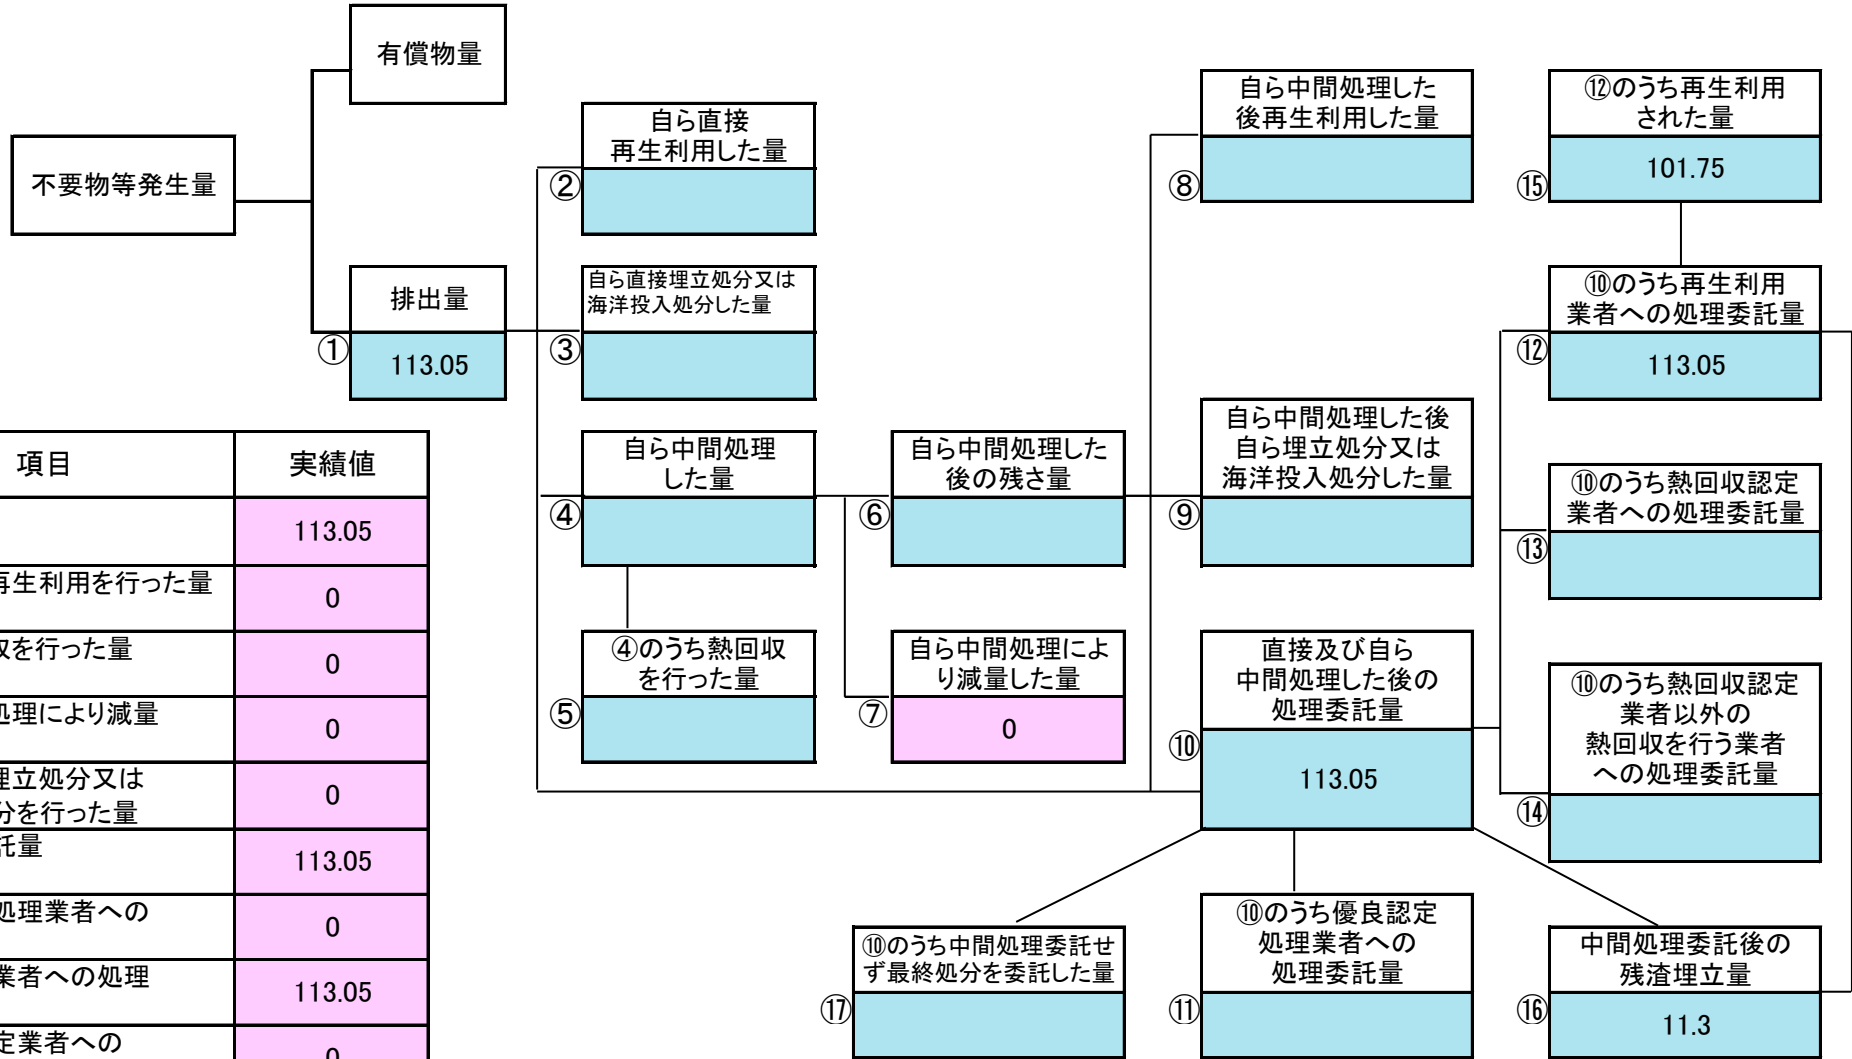 有償物量
不要物等発生量
排出量
①
113.05
自ら直接
再生利用した量
②
自ら直接埋立処分又は
海洋投入処分した量
③
自ら中間処理
した量
④
④のうち熱回収
を行った量
⑤
自ら中間処理した
後の残さ量
⑥
自ら中間処理によ
り減量した量
⑦
0
自ら中間処理した
後再生利用した量
⑧
自ら中間処理した後
自ら埋立処分又は
海洋投入処分した量
⑨
直接及び自ら
中間処理した後の
処理委託量
⑩
113.05
⑫のうち再生利用
された量
⑮
101.75
⑩のうち再生利用
業者への処理委託量
⑫
113.05
⑩のうち熱回収認定
業者への処理委託量
⑬
⑩のうち熱回収認定
業者以外の
熱回収を行う業者
への処理委託量
⑭
⑩のうち中間処理委託せ
ず最終処分を委託した量
⑰
⑩のうち優良認定
処理業者への
処理委託量
⑪
中間処理委託後の
残渣埋立量
⑯
11.3
項目 実績値
113.05
再生利用を行った量 0
を行った量 0
処理により減量 0
埋立処分又は
分を行った量 0
託量 113.05
処理業者への 0
業者への処理 113.05
定業者への 0